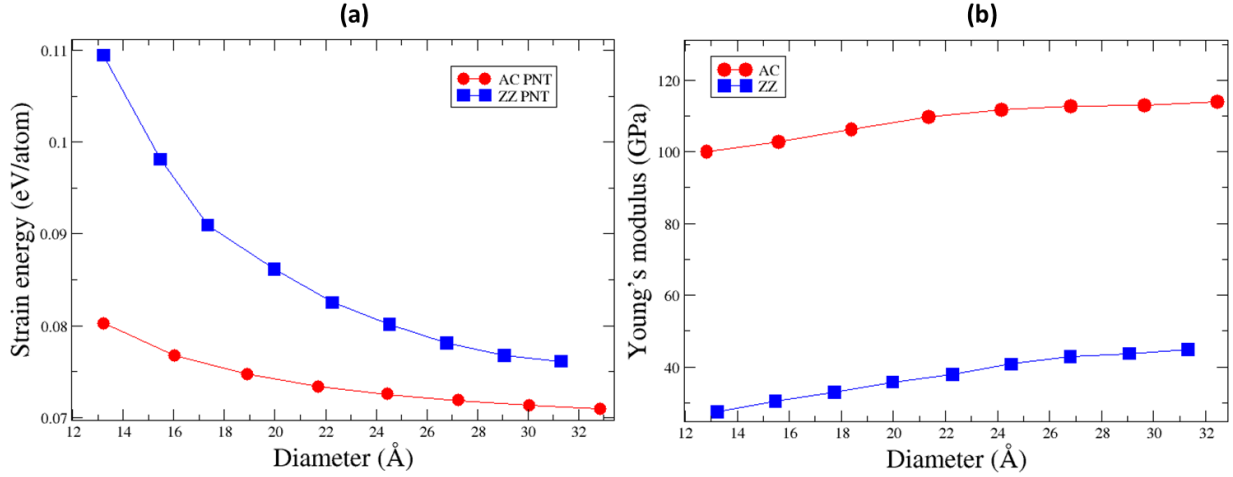 (a)
0.11
0.1
0.09
0.08
0.07
Strain energy (eV/atom)
AC PNT
ZZ PNT
12 14 16 18 20 22 24 26 28 30 32
Diameter (Å)
(b)
120
100
80
60
40
Young's modulus (GPa)
AC
ZZ
12 14 16 18 20 22 24 26 28 30 32
Diameter (Å)